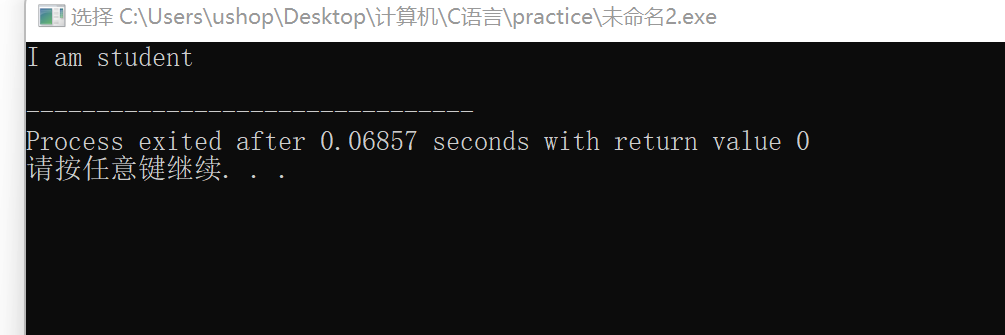 选择 C:\Users\ushop\Desktop\计算机\C语言\practice\未命名2.exe
I am student
--------------------------------
Process exited after 0.06857 seconds with return value 0
请按任意键继续. . .